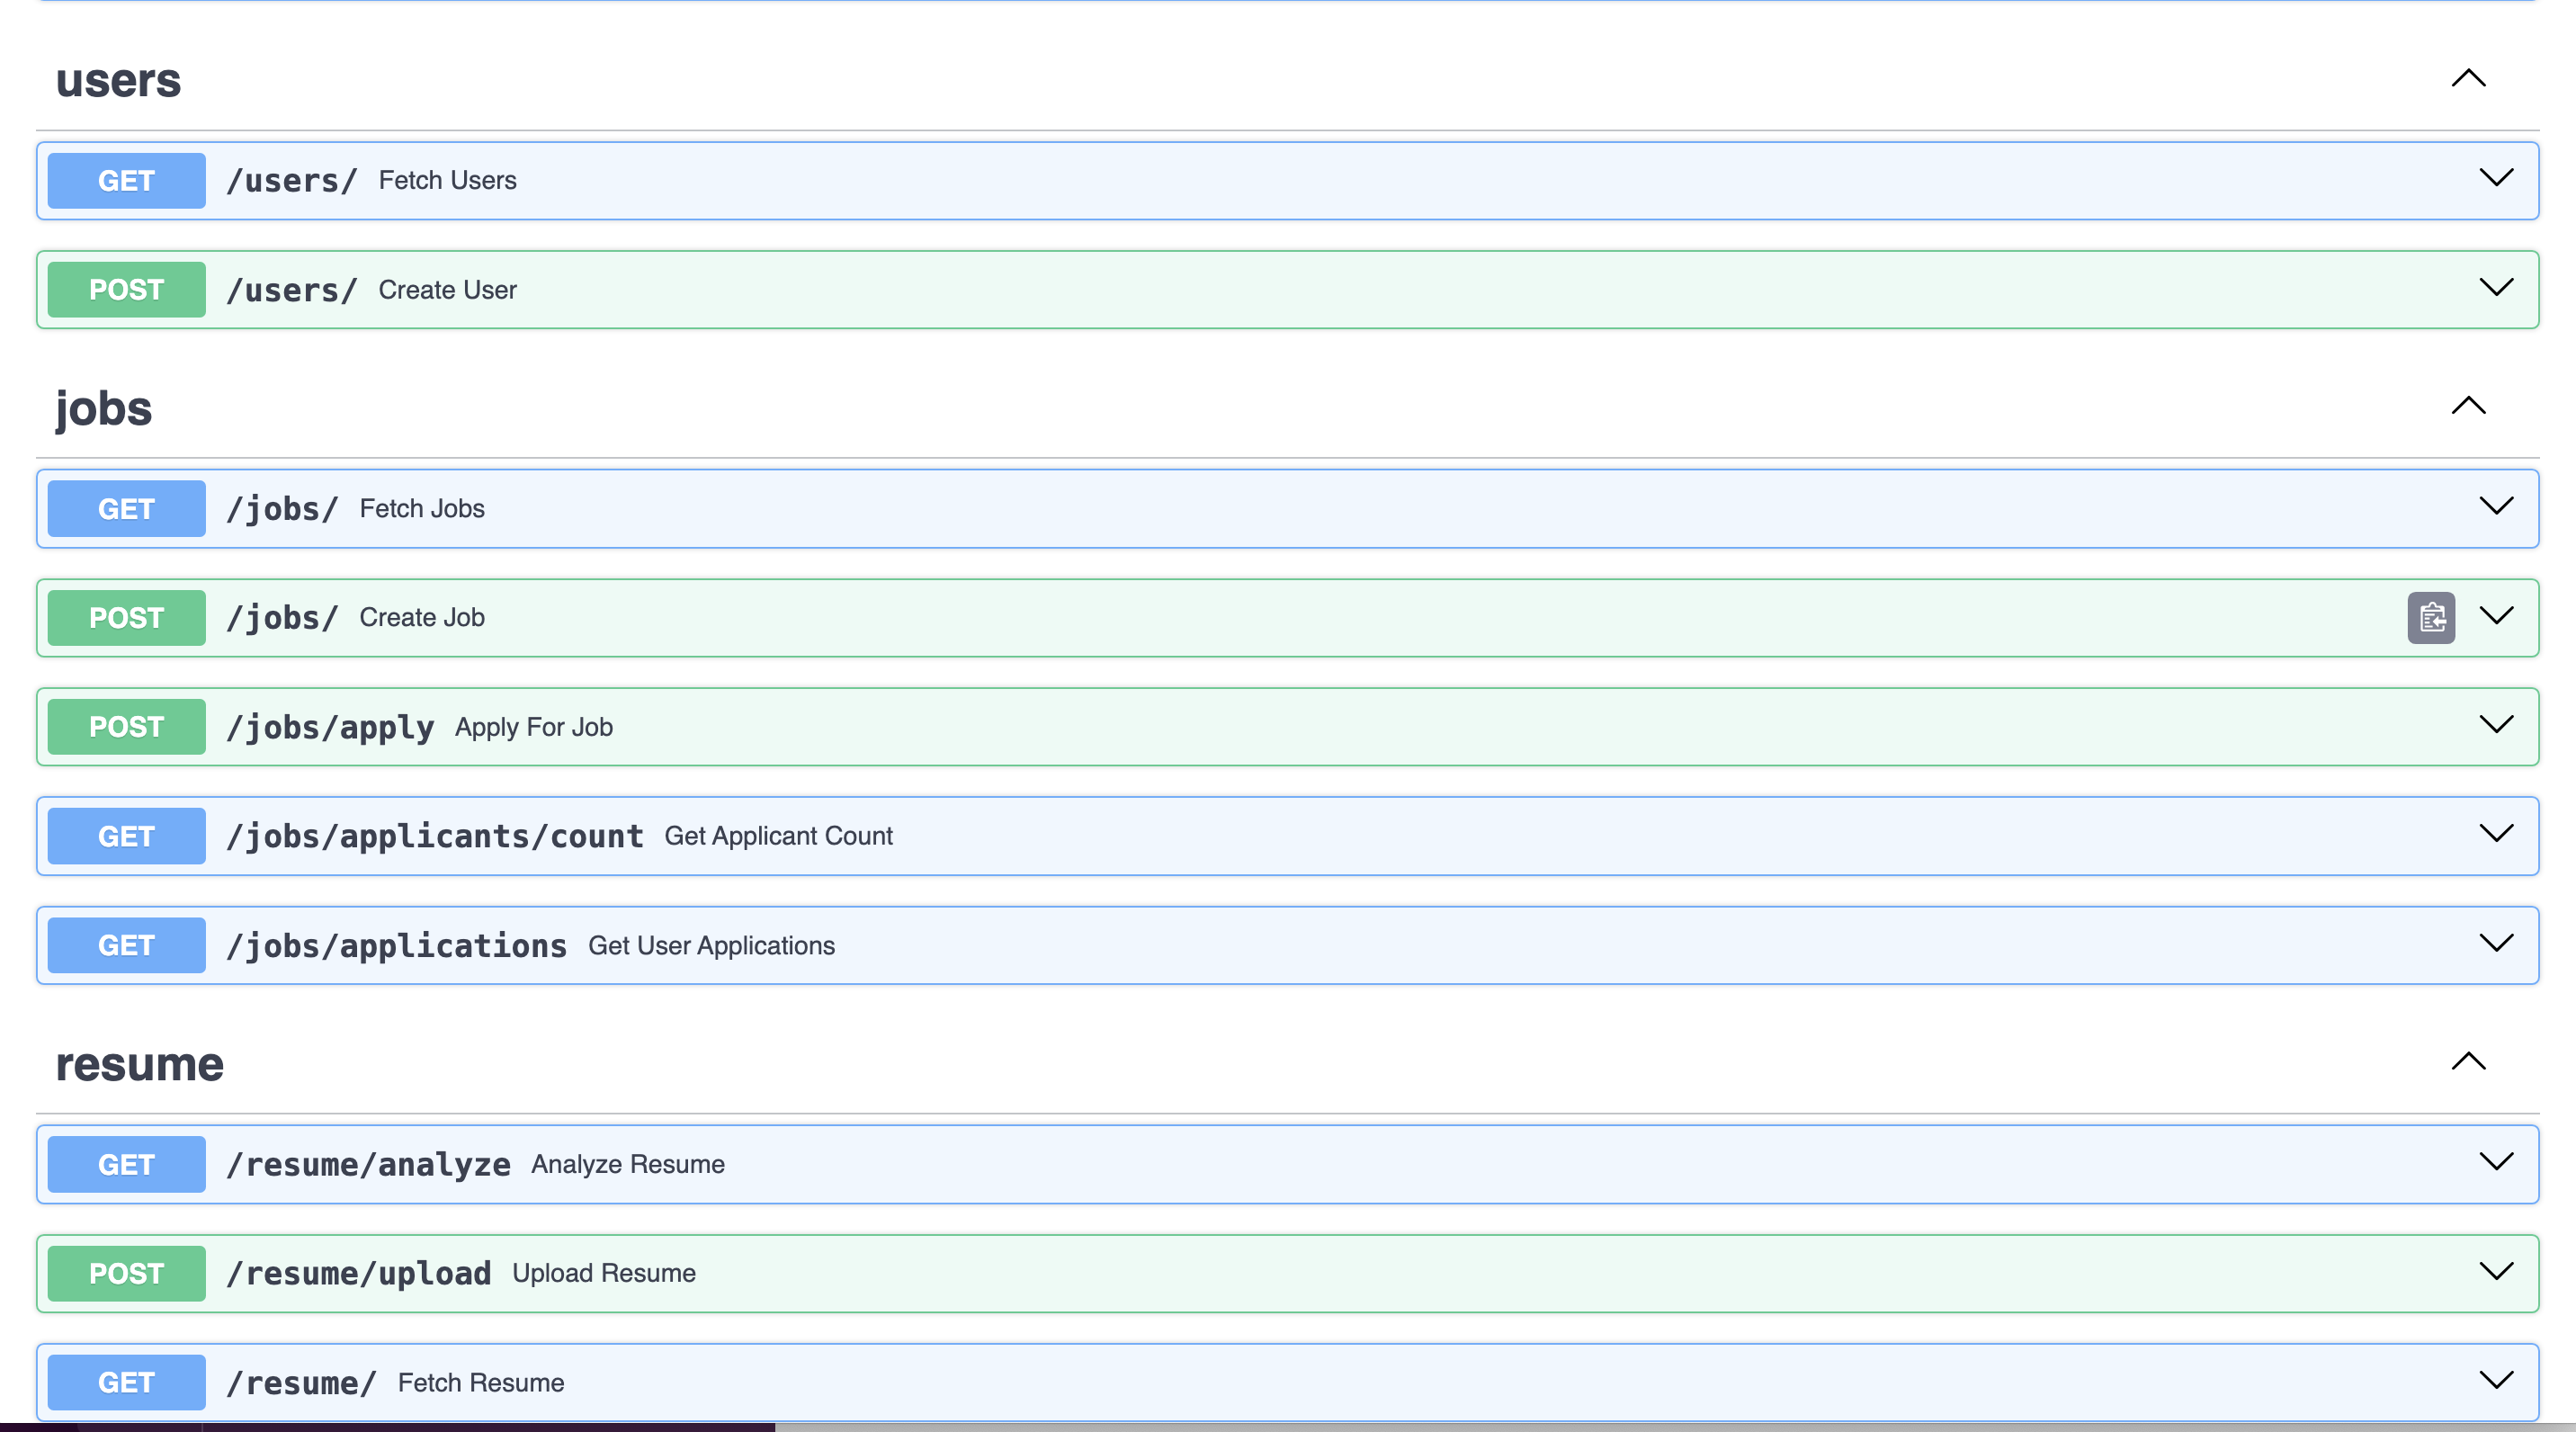 users
GET /users/ Fetch Users
POST /users/ Create User
jobs
GET /jobs/ Fetch Jobs
POST /jobs/ Create Job
POST /jobs/apply Apply For Job
GET /jobs/applicants/count Get Applicant Count
GET /jobs/applications Get User Applications
resume
GET /resume/analyze Analyze Resume
POST /resume/upload Upload Resume
GET /resume/ Fetch Resume